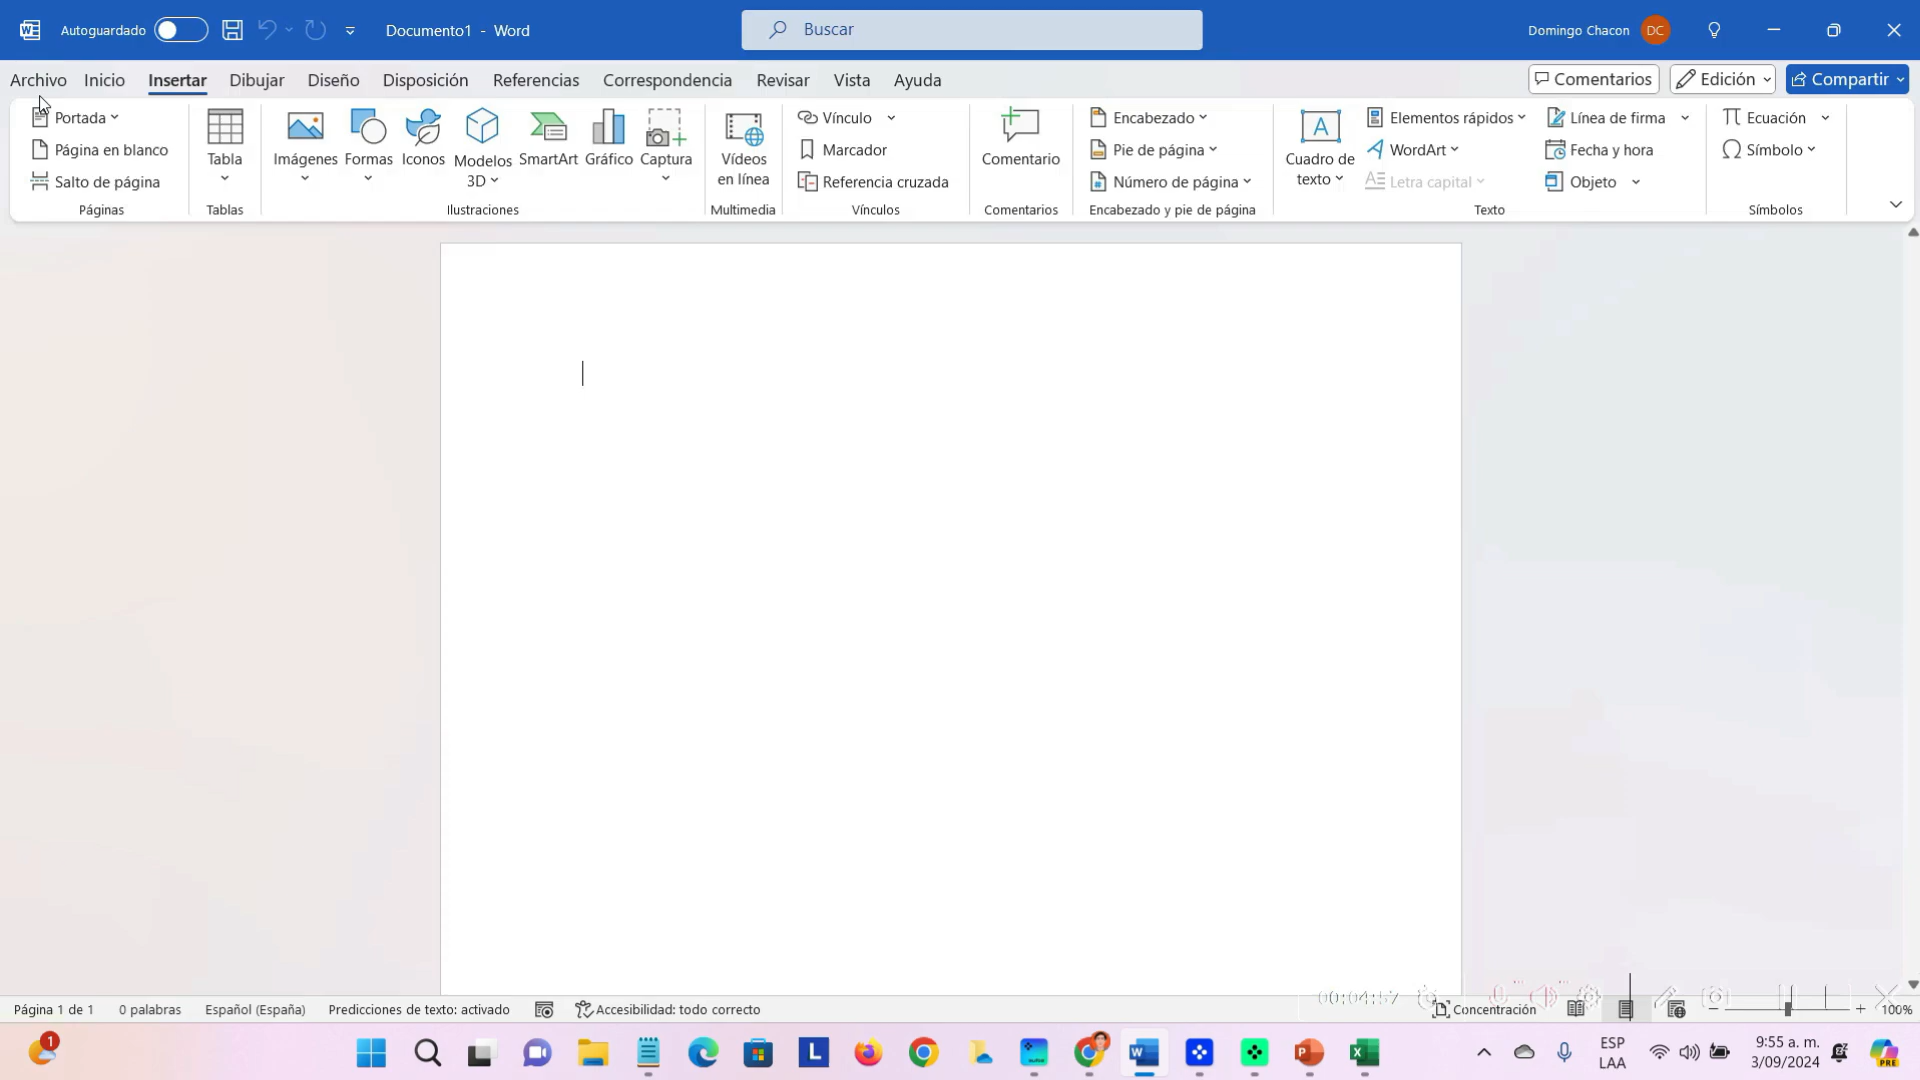 Autoguardado Documento1 - Word Buscar Domingo Chacon DC
Archivo Inicio Insertar Dibujar Diseño Disposición Referencias Correspondencia Revisar Vista Ayuda Comentarios Edición Compartir
Portada
Página en blanco
Salto de página
Páginas
Tabla
Tablas
Imágenes Formas Iconos Modelos 3D SmartArt Gráfico Captura
Ilustraciones
Vídeos
en línea
Multimedia
Vínculo
Marcador
Referencia cruzada
Vínculos
Comentario
Comentarios
Encabezado
Pie de página
Número de página
Encabezado y pie de página
Cuadro de
texto
Elementos rápidos
WordArt
Letra capital
Línea de firma
Fecha y hora
Objeto
Texto
Ecuación
Símbolo
Símbolos
00:04:57
Página 1 de 1 0 palabras Español (España) Predicciones de texto: activado Accesibilidad: todo correcto Concentración 100%
1
L
ESP
LAA
9:55 a. m.
3/09/2024
PRE